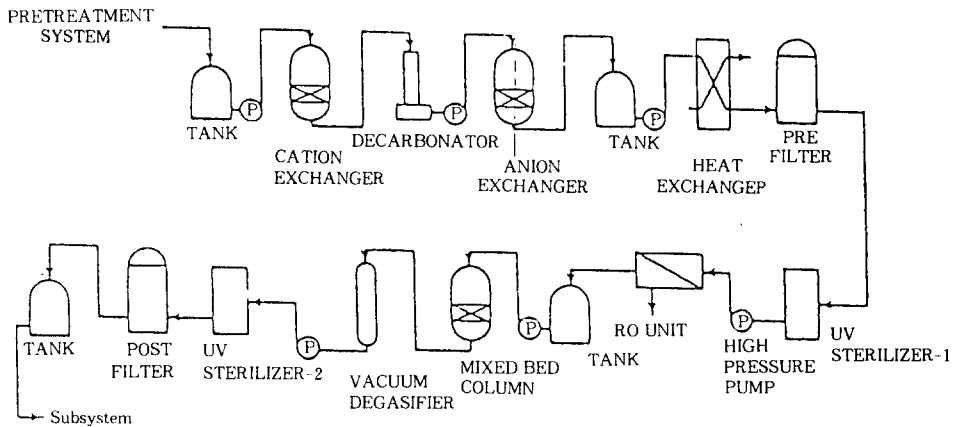 PRETREATMENT
SYSTEM
P
TANK
CATION
EXCHANGER
DECARBONATOR
P
ANION
EXCHANGER
TANK
P
HEAT
EXCHANGEP
PRE
FILTER
TANK
POST
FILTER
UV
STERILIZER-2
P
VACUUM
DEGASIFIER
MIXED BED
COLUMN
P
TANK
RO UNIT
P
HIGH
PRESSURE
PUMP
UV
STERILIZER-1
Subsystem